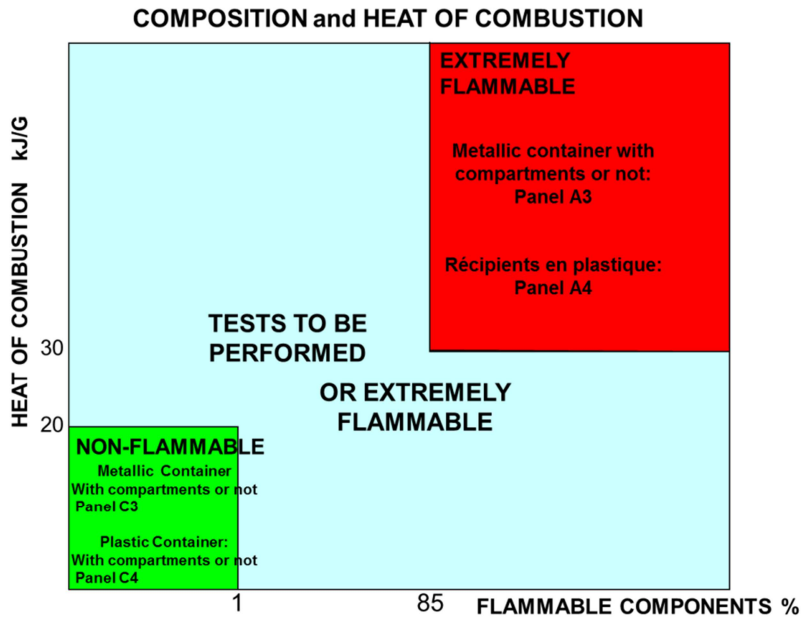 COMPOSITION and HEAT OF COMBUSTION
HEAT OF COMBUSTION kJ/G
EXTREMELY
FLAMMABLE
Metallic container with
compartments or not:
Panel A3
Récipients en plastique:
Panel A4
TESTS TO BE
PERFORMED
30
OR EXTREMELY
FLAMMABLE
20
NON-FLAMMABLE
Metallic Container
With compartments or not
Panel C3
Plastic Container:
With compartments or not
Panel C4
1
85
FLAMMABLE COMPONENTS %